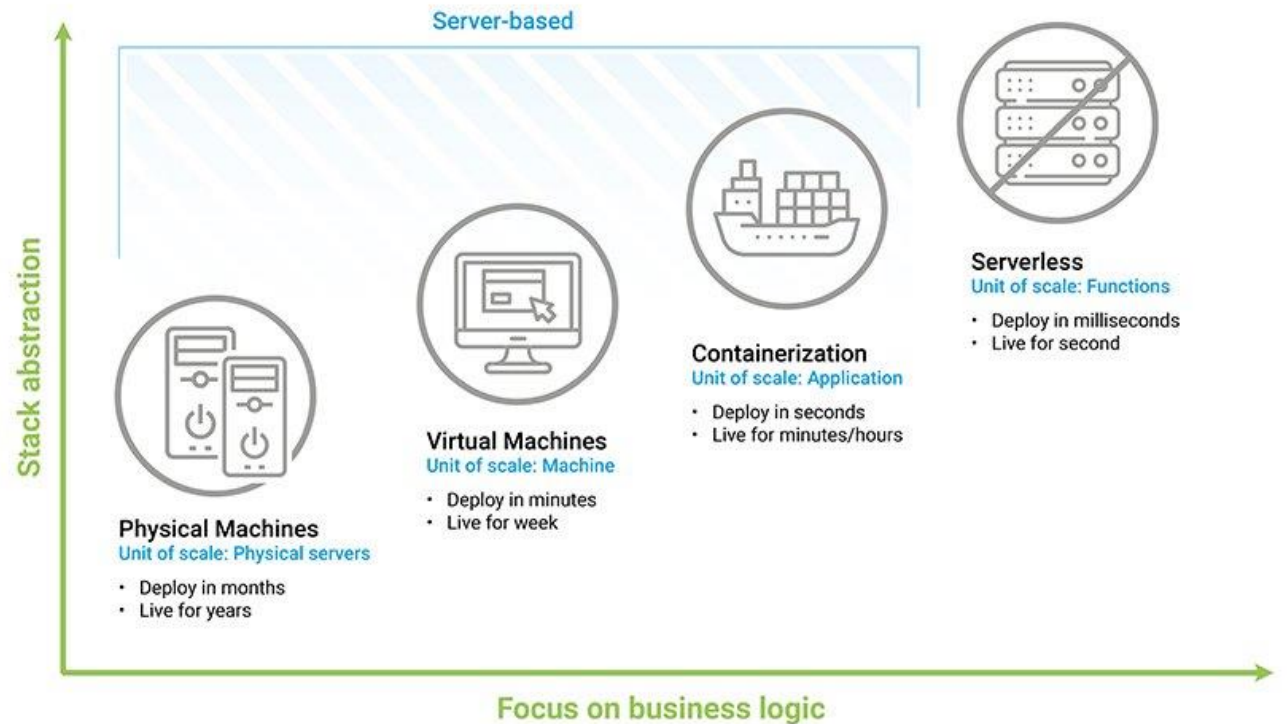 Server-based
Stack abstraction
Physical Machines
Unit of scale: Physical servers
• Deploy in months
• Live for years
Virtual Machines
Unit of scale: Machine
• Deploy in minutes
• Live for week
Containerization
Unit of scale: Application
• Deploy in seconds
• Live for minutes/hours
Serverless
Unit of scale: Functions
• Deploy in milliseconds
• Live for second
Focus on business logic